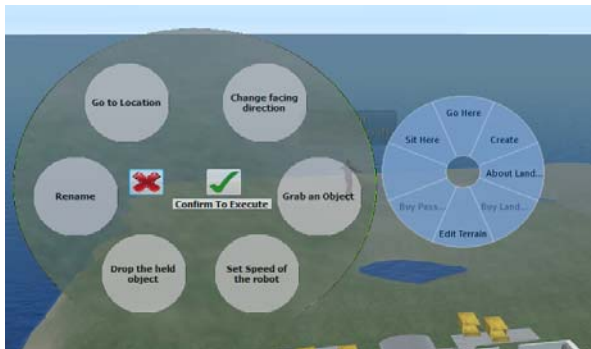 Go to Location
Change facing
direction
Rename
Confirm To Execute
Grab an Object
Drop the held
object
Set Speed of
the robot
Go Here
Sit Here
Create
About Land...
Buy Pass...
Buy Land...
Edit Terrain